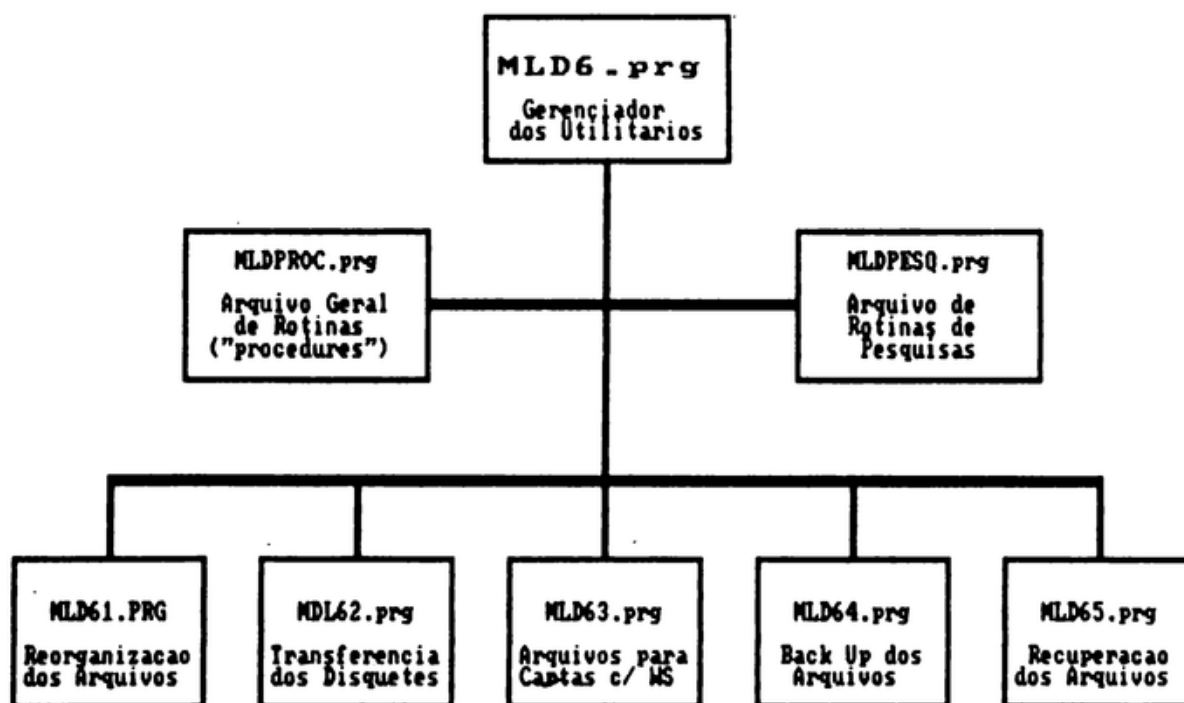 MLD6.prg
Gerenciador
dos Utilitarios
MLDPROC.prg
Arquivo Geral
de Rotinas
("procedures")
MLDPESQ.prg
Arquivo de
Rotinas de
Pesquisas
MLD61.PRG
Reorganizacao
dos Arquivos
MDL62.prg
Transferencia
dos Disquetes
MLD63.prg
Arquivos para
Cartas c/ WS
MLD64.prg
Back Up dos
Arquivos
MLD65.prg
Recuperacao
dos Arquivos